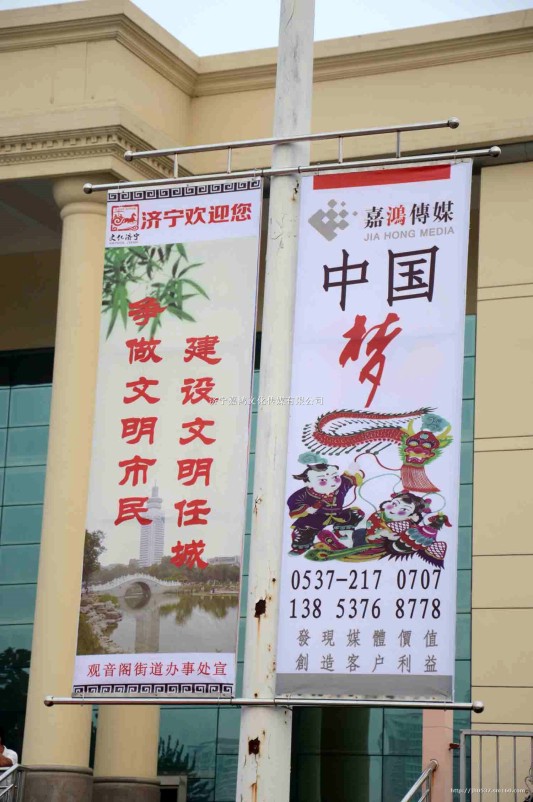 文化济宁
济宁欢迎您
建设文明任城
争做文明市民
观音阁街道办事处宣
嘉鴻傳媒
JIA HONG MEDIA
中国
梦
0537-217 0707
138 5376 8778
發現媒體價值
創造客户利益